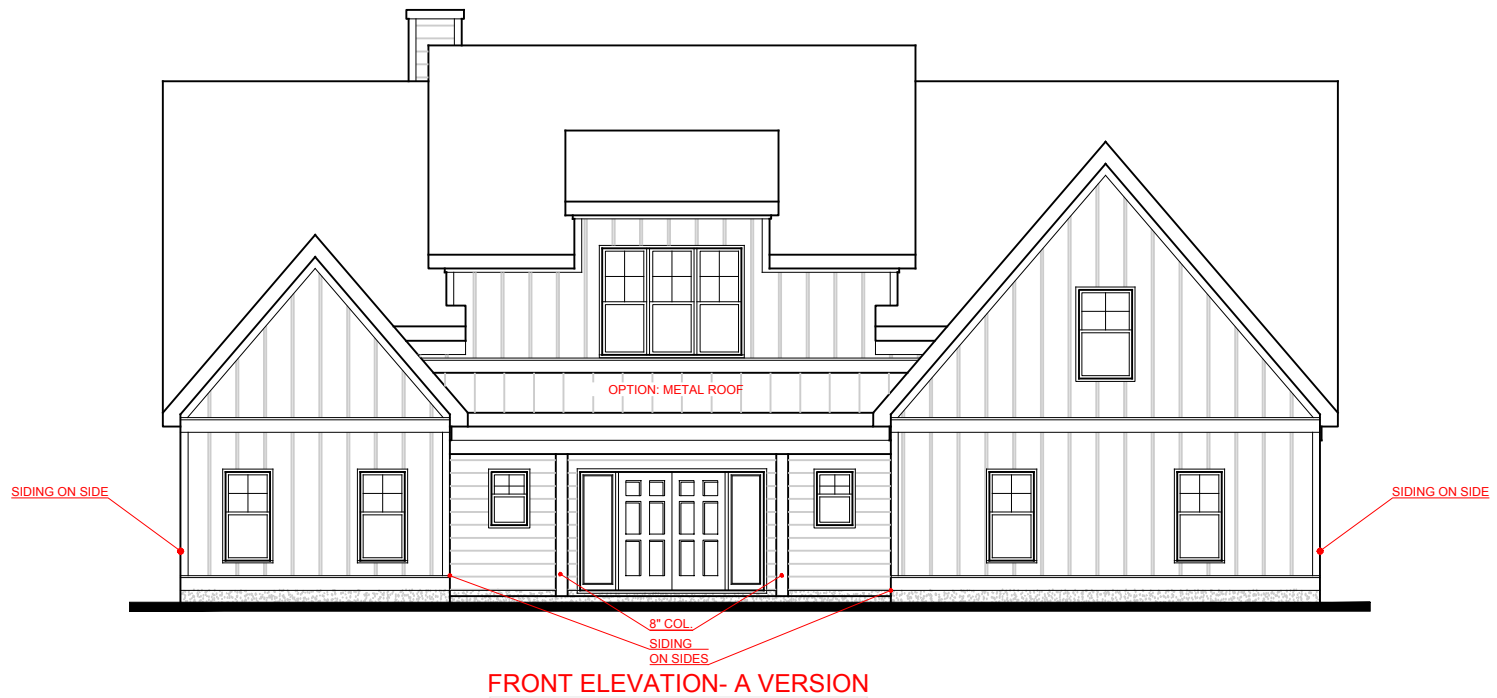 OPTION: METAL ROOF
SIDING ON SIDE
SIDING ON SIDE
8" COL.
SIDING
ON SIDES
FRONT ELEVATION- A VERSION